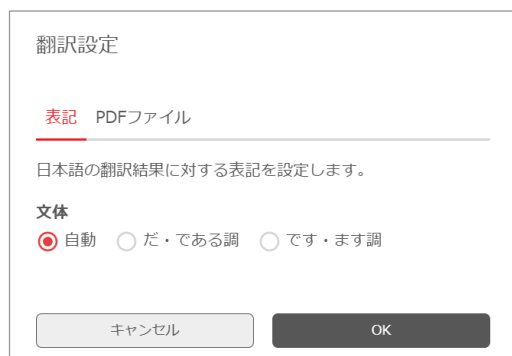 翻訳設定
表記 PDFファイル
日本語の翻訳結果に対する表記を設定します。
文体
自動 だ・である調 です・ます調
キャンセル OK